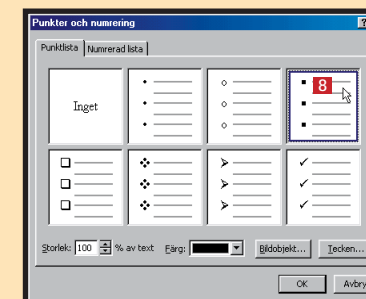 Punkter och numrering ?
Punktlista Numrerad lista
Inget
8
Storlek: 100 % av text Färg: Bildobjekt... Tecken...
OK Avbry